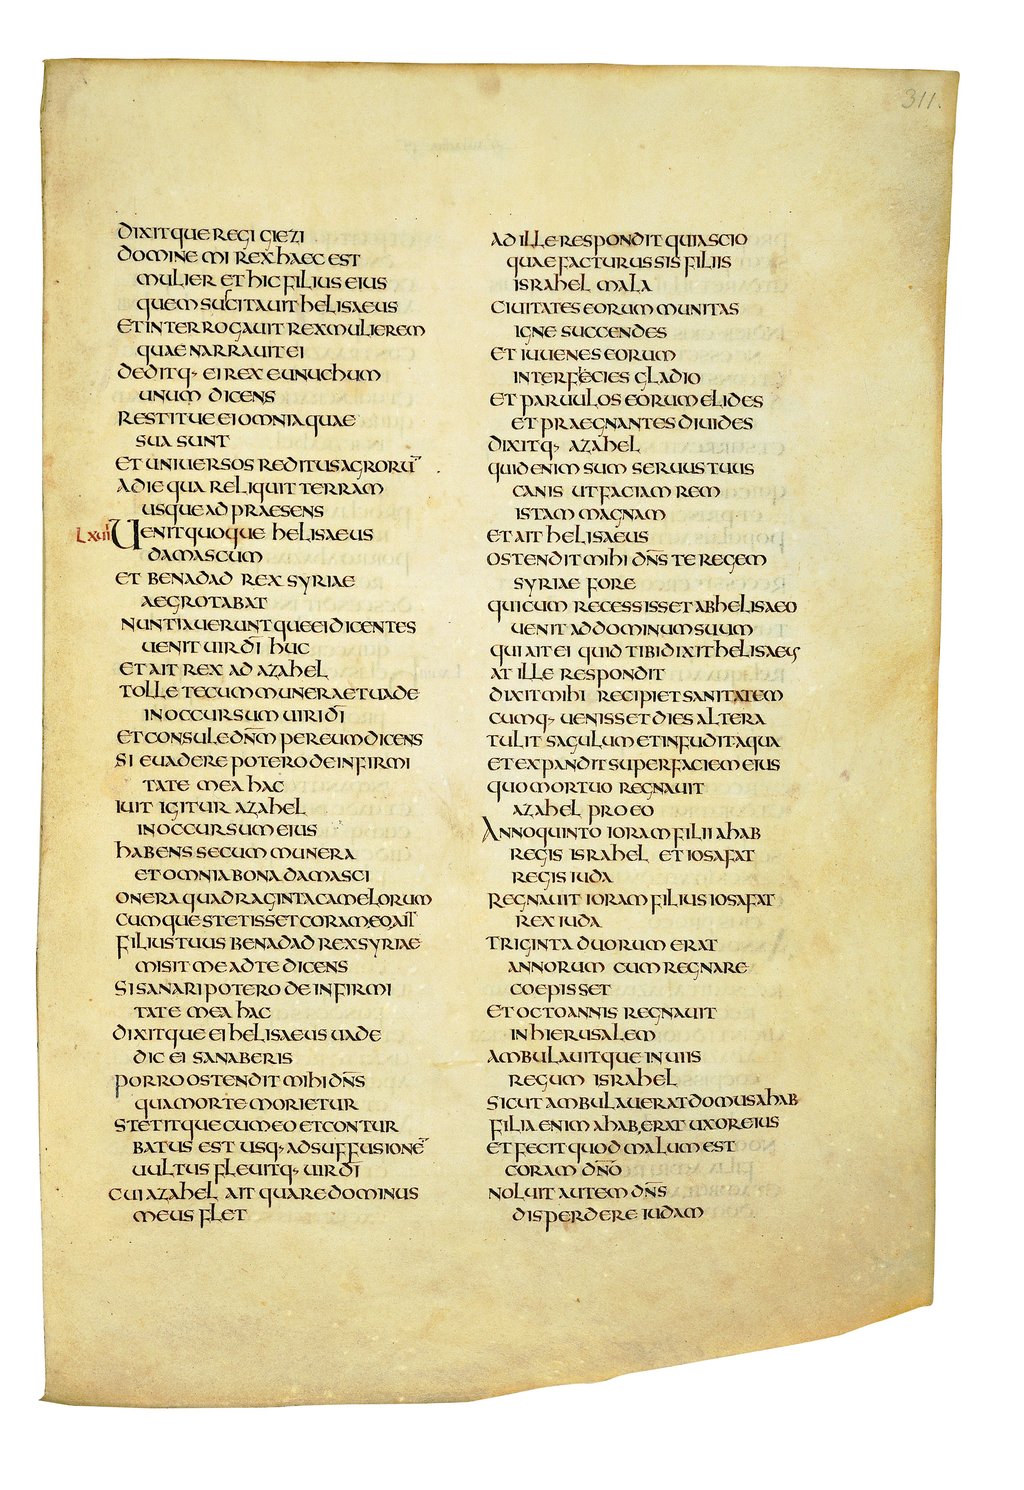 311.
dixitque regi giezi
domine mi rex haec est
mulier et hic filius eius
quem suscitauit helisaeus
et interrogauit rex mulierem
quae narrauit ei
deditq· ei rex eunuchum
unum dicens
restitue ei omnia quae
sua sunt
et uniuersos reditus agrorū
a die qua reliquit terram
usque ad praesens
lxuii Uenit quoque helisaeus
damascum
et benadad rex syriae
aegrotabat
nuntiauerunt que ei dicentes
uenit uir dī huc
et ait rex ad azahel
tolle tecum munera et uade
in occursum uiri dī
et consule dn̄m per eum dicens
si euadere potero de infirmi
tate mea hac
iuit igitur azahel
in occursum eius
habens secum munera
et omnia bona damasci
onera quadraginta camelorum
cumque stetisset coram eo, ait
filius tuus benadad rex syriae
misit me ad te dicens
si sanari potero de infirmi
tate mea hac
dixitque ei helisaeus uade
dic ei sanaberis
porro ostendit mihi dn̄s
qua morte morietur
stetitque cum eo et contur
batus est usq· ad suffusionē
uultus fleuitq· uir dī
cui azahel ait quare dominus
meus flet
ad ille respondit quia scio
quae facturus sis filiis
israhel mala
ciuitates eorum munitas
igne succendes
et iuuenes eorum
interfecies gladio
et paruulos eorum elides
et praegnantes diuides
dixitq· azahel
quid enim sum seruus tuus
canis ut faciam rem
istam magnam
et ait helisaeus
ostendit mihi dn̄s te regem
syriae fore
qui cum recessisset ab helisaeo
uenit ad dominum suum
qui ait ei quid tibi dixit helisaeus
at ille respondit
dixit mihi recipiet sanitatem
cumq· uenisset dies altera
tulit sagulum et infudit aqua
et expandit super faciem eius
quo mortuo regnauit
azahel pro eo
Anno quinto ioram filii ahab
regis israhel et iosafat
regis iuda
regnauit ioram filius iosafat
rex iuda
triginta duorum erat
annorum cum regnare
coepisset
et octo annis regnauit
in hierusalem
ambulauitque in uiis
regum israhel
sicut ambulauerat domus ahab
filia enim ahab, erat uxor eius
et fecit quod malum est
coram dn̄o
noluit autem dn̄s
disperdere iudam